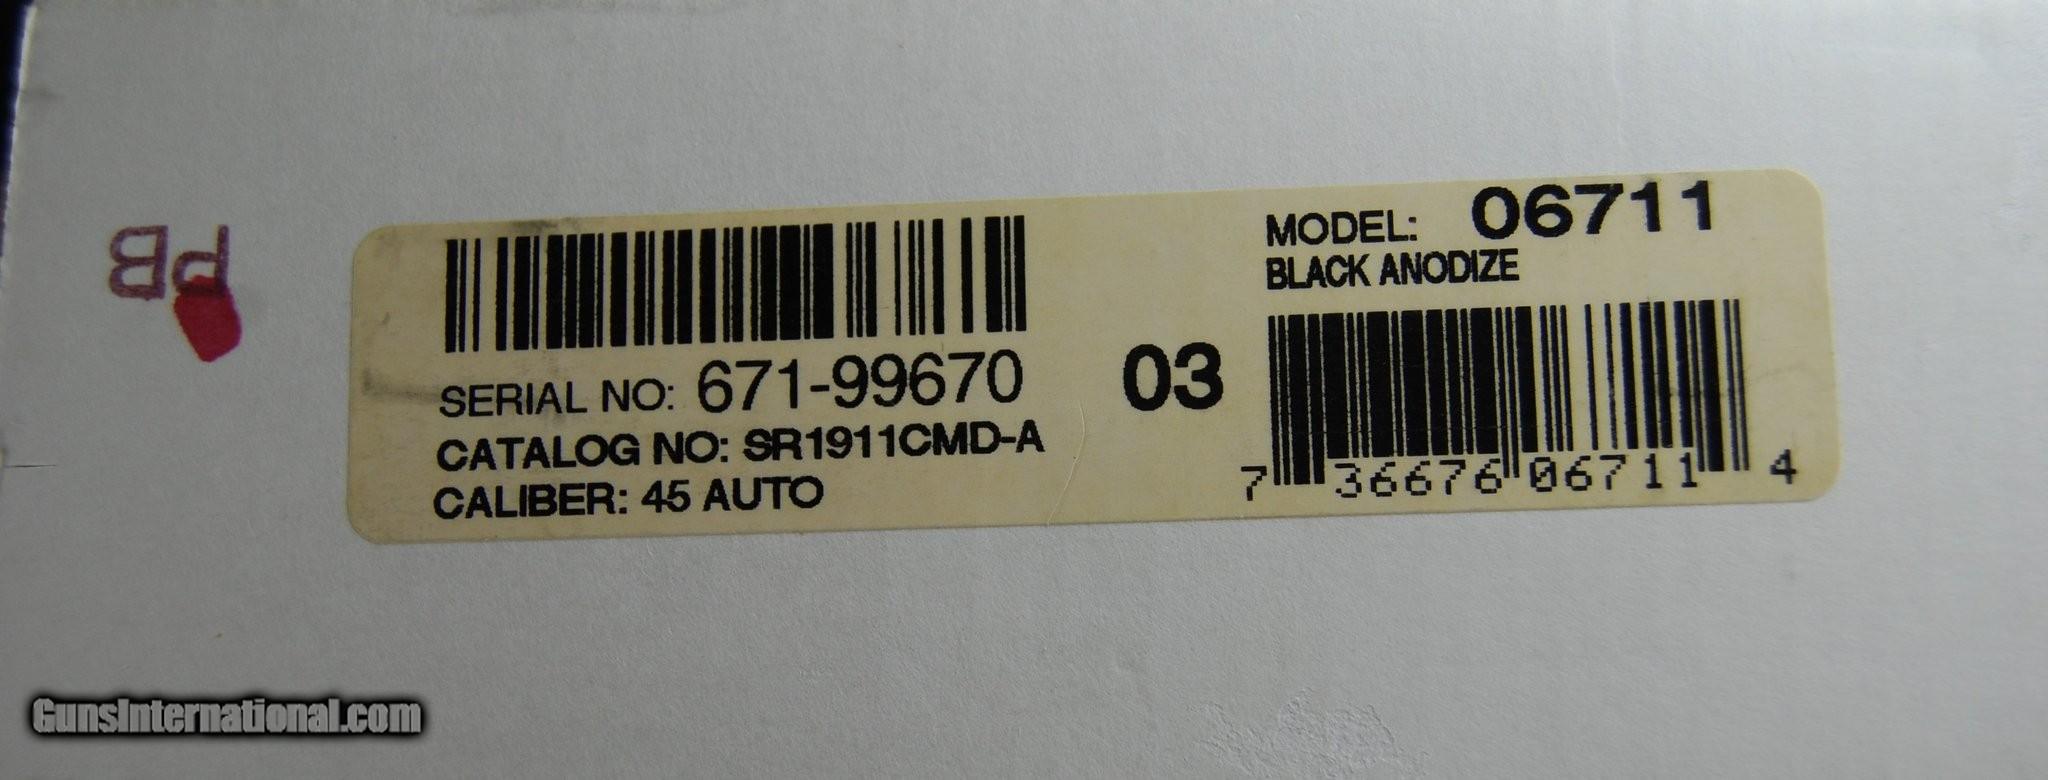 PB
SERIAL NO: 671-99670
CATALOG NO: SR1911CMD-A
CALIBER: 45 AUTO
03
MODEL: 06711
BLACK ANODIZE
7 36676 06711 4
GunsInternational.com